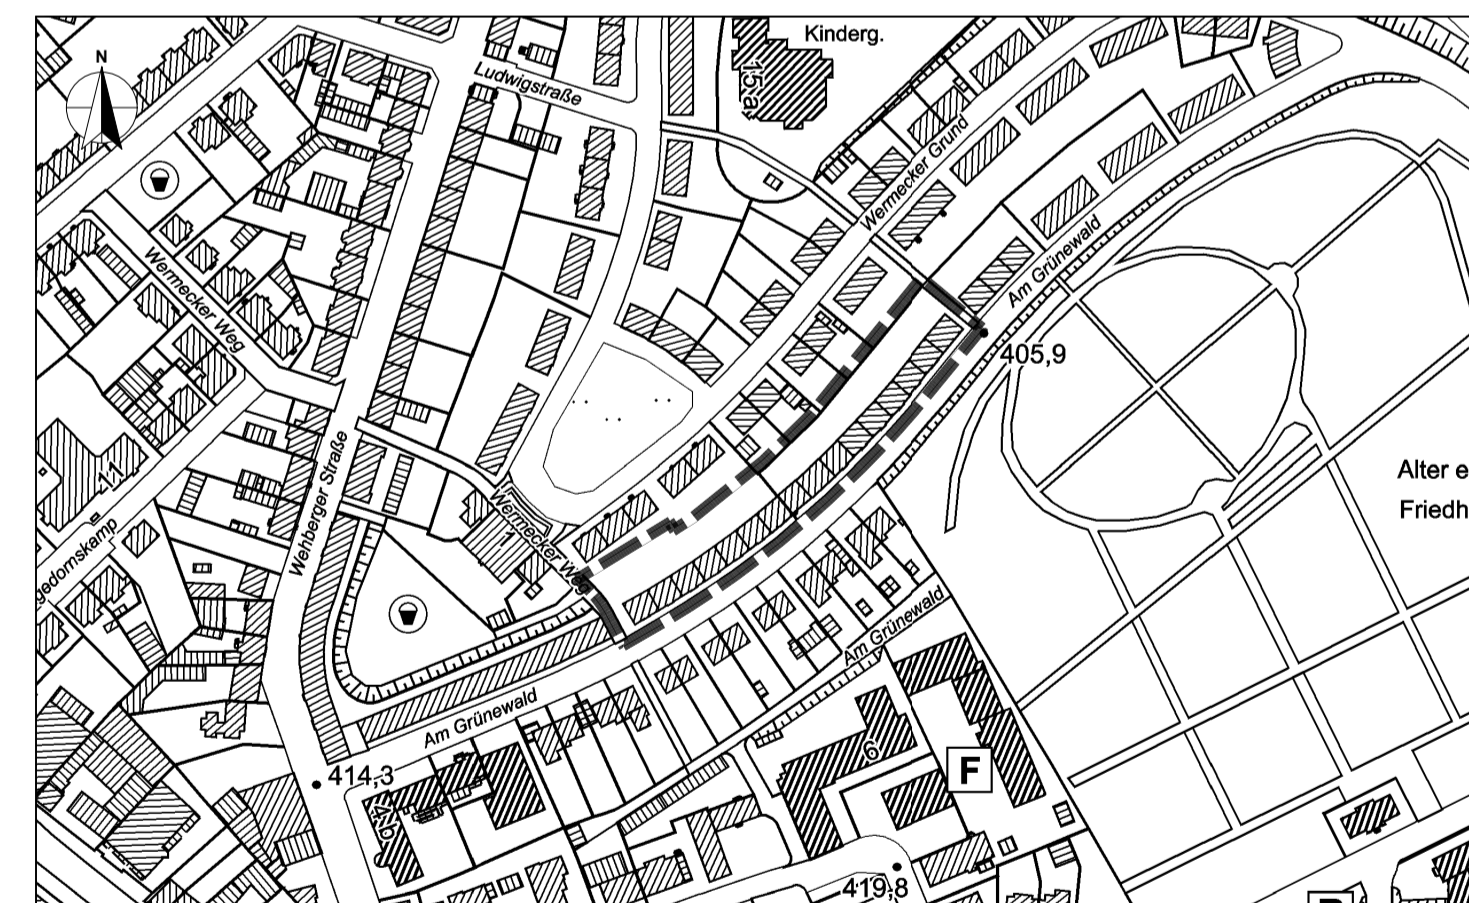 N
Kinderg.
15a
Ludwigstraße
Wermecker Grund
Wermecker Weg
Am Grünewald
405,9
Wehberger Straße
11
Alter e
Friedh
Wermecker Weg
1
gedornskamp
Am Grünewald
Am Grünewald
6
F
414,3
419,8